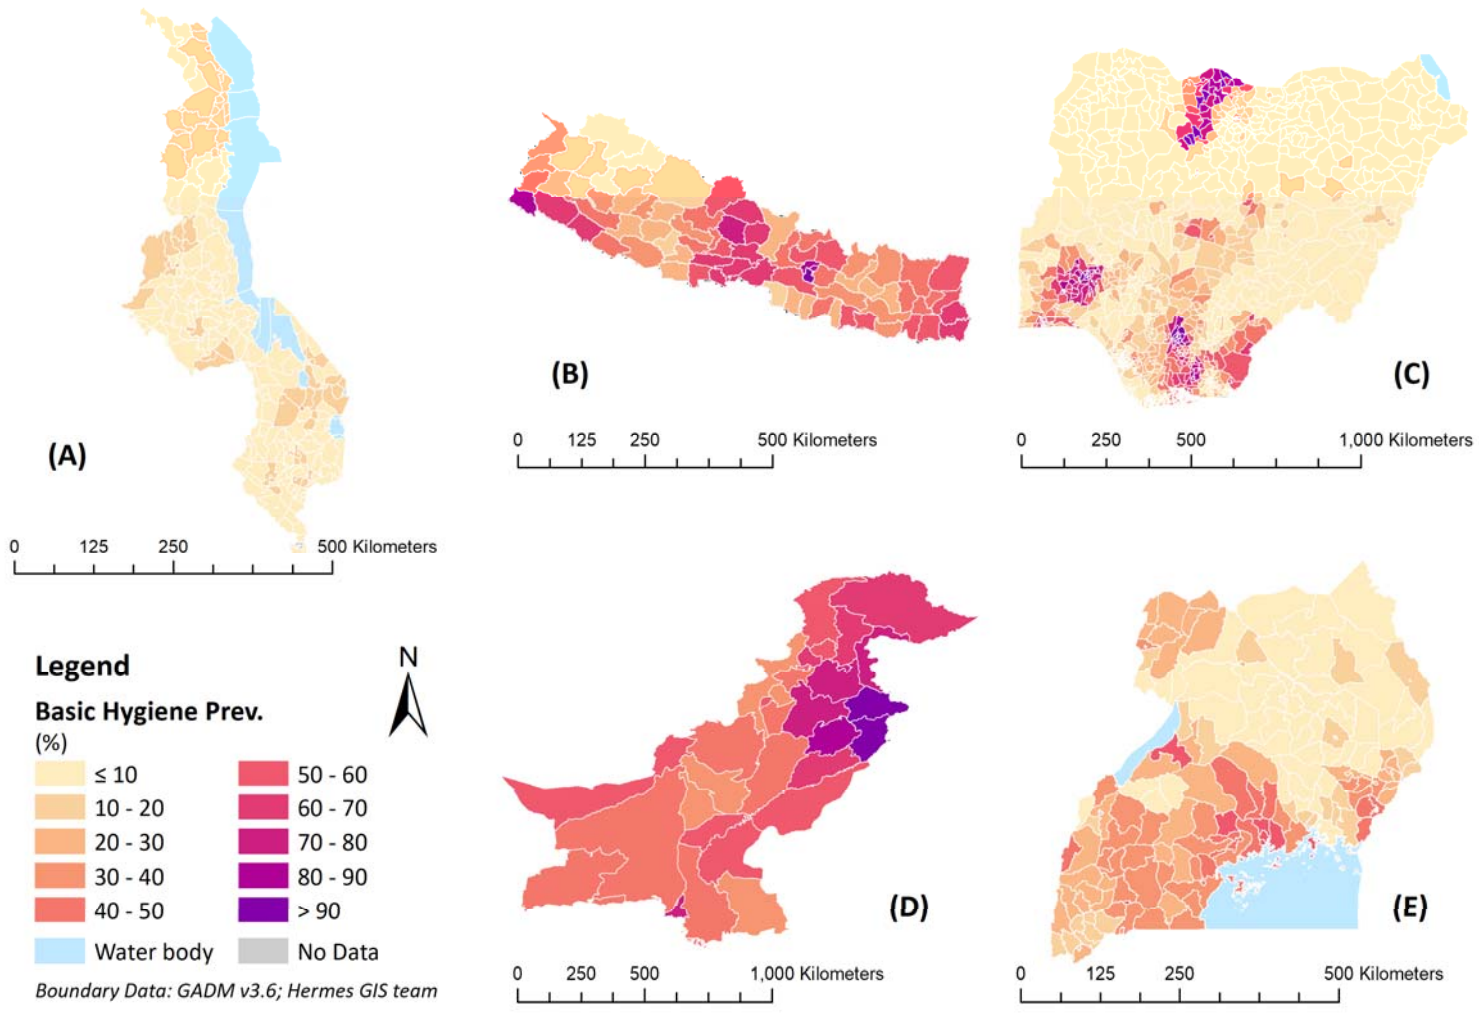 (A)
0 125 250 500 Kilometers
(B)
0 125 250 500 Kilometers
(C)
0 250 500 1,000 Kilometers
Legend
Basic Hygiene Prev.
(%)
≤ 10 50 - 60
10 - 20 60 - 70
20 - 30 70 - 80
30 - 40 80 - 90
40 - 50 > 90
Water body No Data
Boundary Data: GADM v3.6; Hermes GIS team
N
(D)
0 250 500 1,000 Kilometers
(E)
0 125 250 500 Kilometers